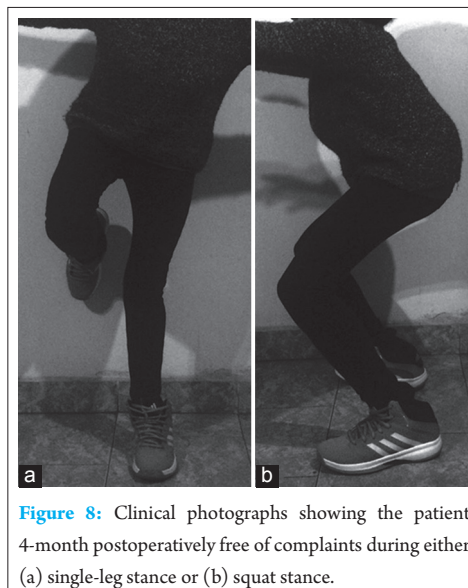 a
b
Figure 8: Clinical photographs showing the patient
4-month postoperatively free of complaints during either
(a) single-leg stance or (b) squat stance.